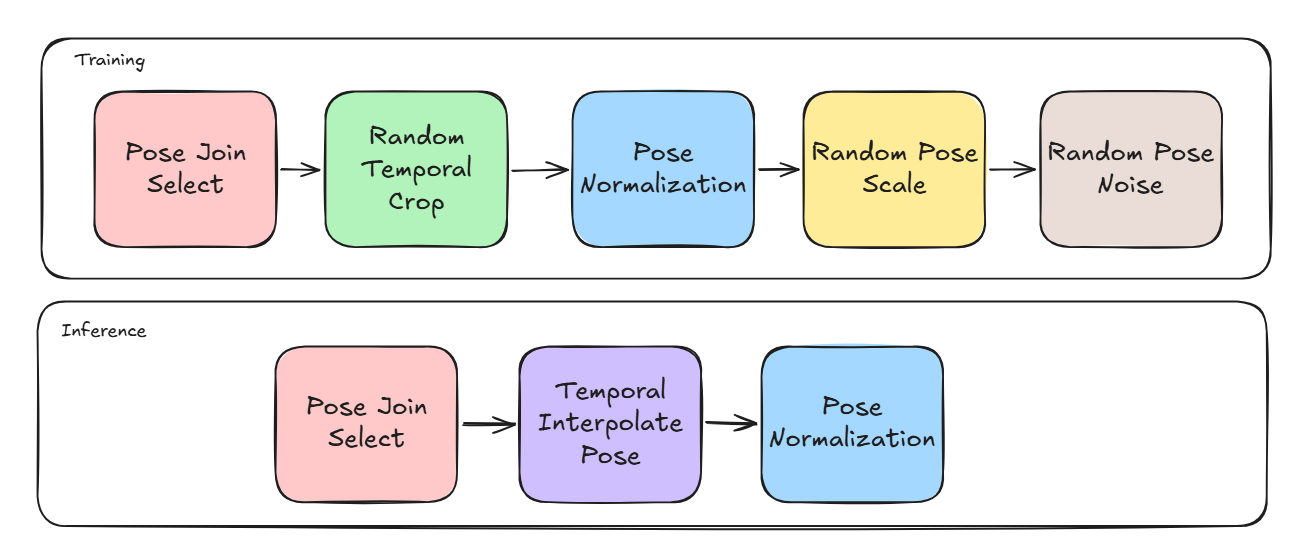 Training
Pose Join
Select
Random
Temporal
Crop
Pose
Normalization
Random Pose
Scale
Random Pose
Noise
Inference
Pose Join
Select
Temporal
Interpolate
Pose
Pose
Normalization